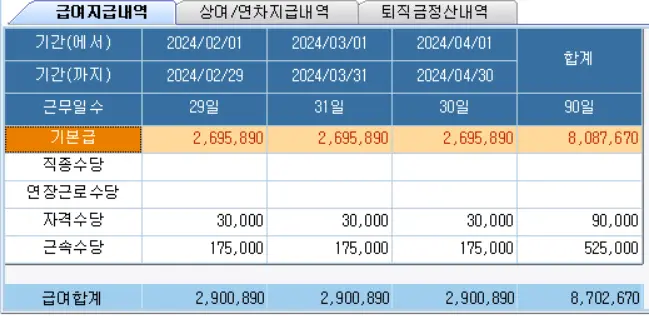 급여지급내역 상여/연차지급내역 퇴직금정산내역
기간(에서) 2024/02/01 2024/03/01 2024/04/01 합계
기간(까지) 2024/02/29 2024/03/31 2024/04/30
근무일수 29일 31일 30일 90일
기본급 2,695,890 2,695,890 2,695,890 8,087,670
직종수당
연장근로수당
자격수당 30,000 30,000 30,000 90,000
근속수당 175,000 175,000 175,000 525,000
급여합계 2,900,890 2,900,890 2,900,890 8,702,670